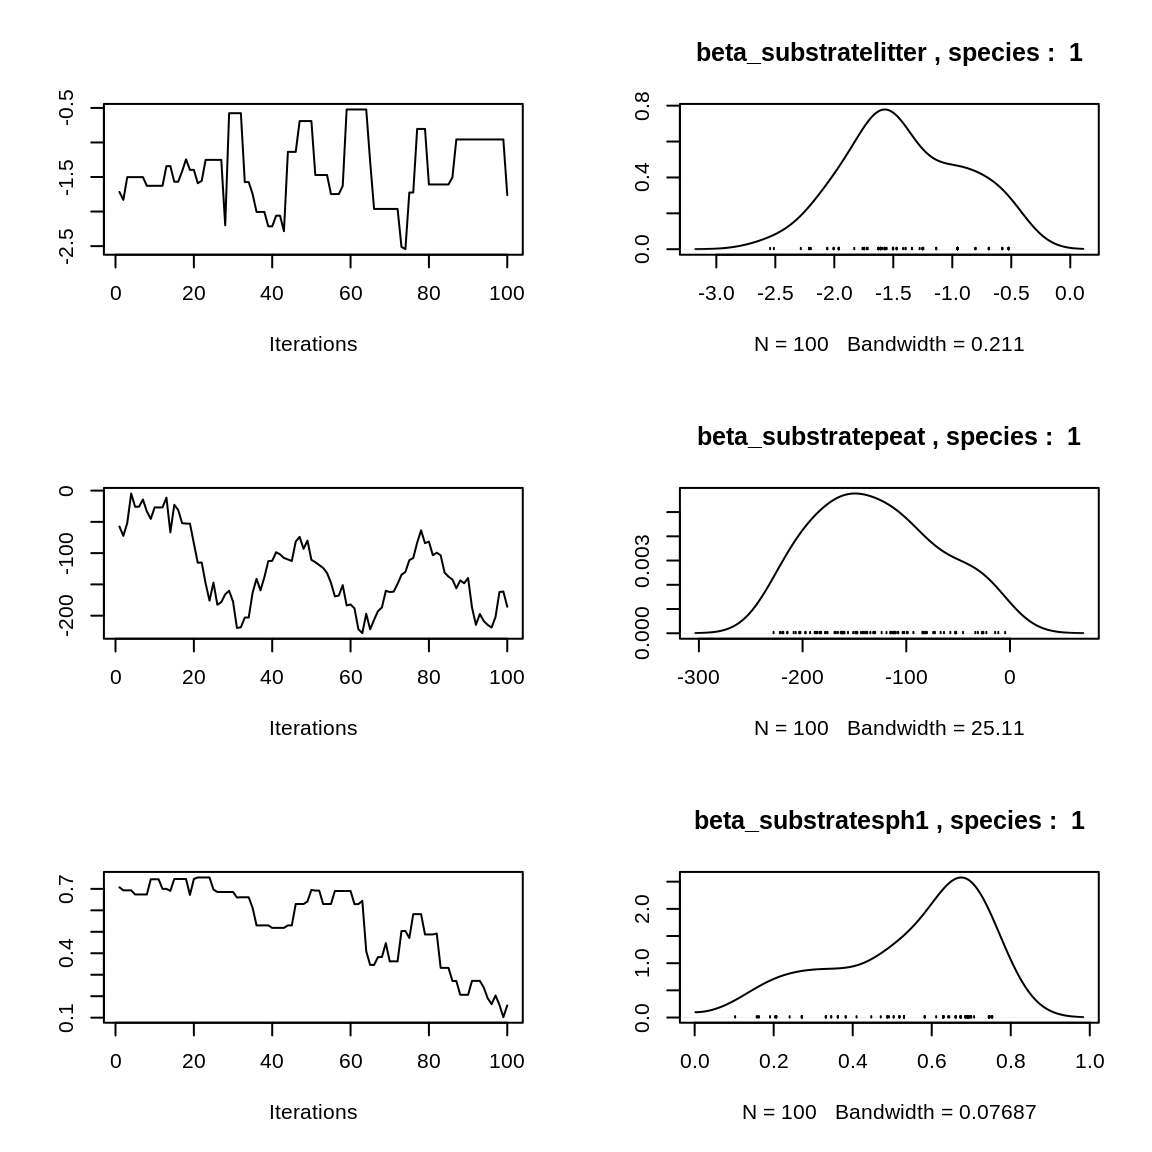 beta_substratelitter , species :  1
-0.5
-1.5
-2.5
0 20 40 60 80 100
Iterations
0.8
0.4
0.0
-3.0 -2.5 -2.0 -1.5 -1.0 -0.5 0.0
N = 100   Bandwidth = 0.211
beta_substratepeat , species :  1
0
-100
-200
0 20 40 60 80 100
Iterations
0.003
0.000
-300 -200 -100 0
N = 100   Bandwidth = 25.11
beta_substratesph1 , species :  1
0.7
0.4
0.1
0 20 40 60 80 100
Iterations
2.0
1.0
0.0
0.0 0.2 0.4 0.6 0.8 1.0
N = 100   Bandwidth = 0.07687